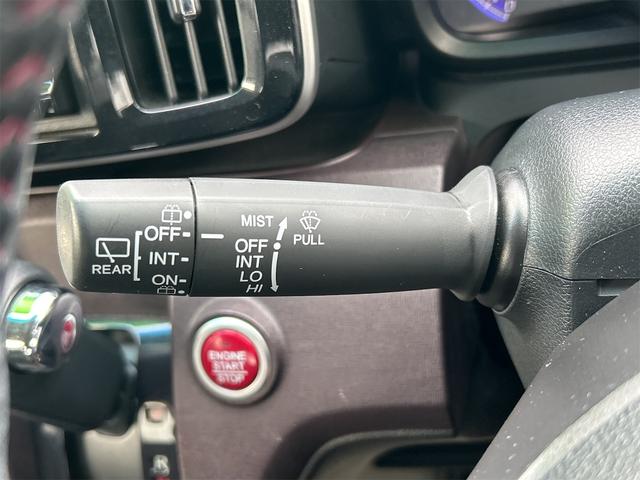 REAR
OFF
INT
ON
MIST
OFF
INT
LO
HI
PULL
ENGINE
START
STOP
R